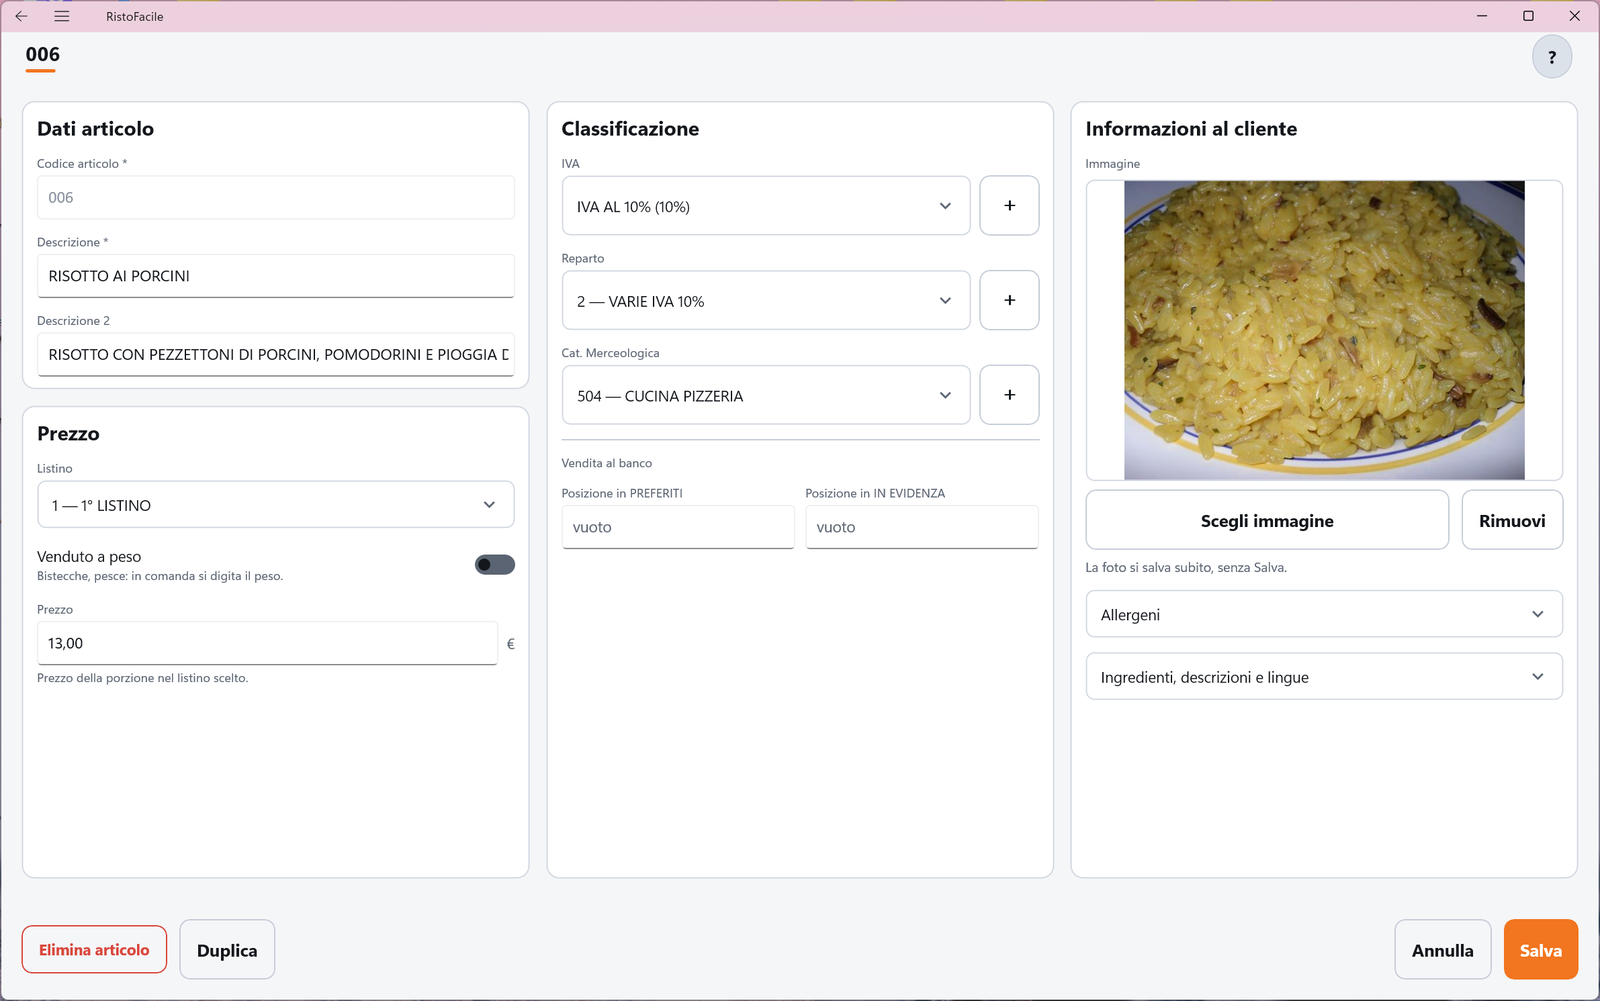 RistoFacile
006
?
Dati articolo
Codice articolo *
006
Descrizione *
RISOTTO AI PORCINI
Descrizione 2
RISOTTO CON PEZZETTONI DI PORCINI, POMODORINI E PIOGGIA D
Prezzo
Listino
1 — 1° LISTINO
Venduto a peso
Bistecche, pesce: in comanda si digita il peso.
Prezzo
13,00
€
Prezzo della porzione nel listino scelto.
Classificazione
IVA
IVA AL 10% (10%)
+
Reparto
2 — VARIE IVA 10%
+
Cat. Merceologica
504 — CUCINA PIZZERIA
+
Vendita al banco
Posizione in PREFERITI
vuoto
Posizione in IN EVIDENZA
vuoto
Informazioni al cliente
Immagine
Scegli immagine
Rimuovi
La foto si salva subito, senza Salva.
Allergeni
Ingredienti, descrizioni e lingue
Elimina articolo
Duplica
Annulla
Salva